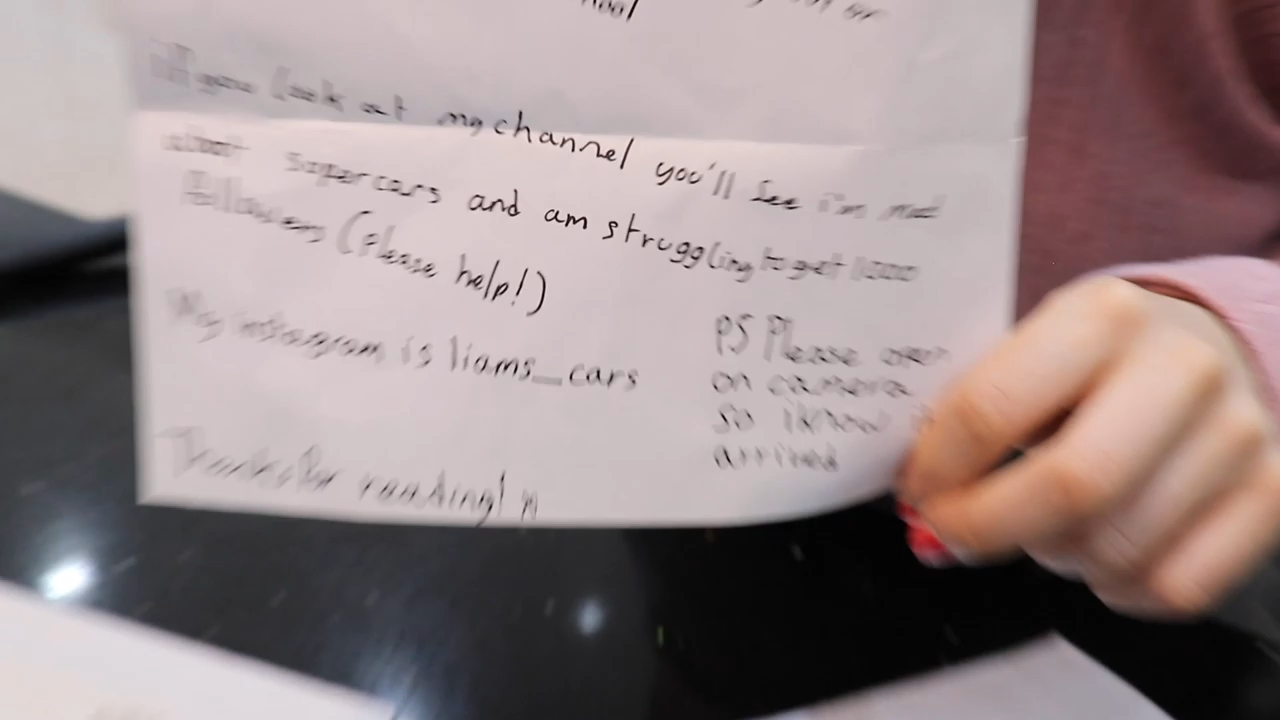 If you look at my channel you'll see i'm mad
about supercars and am struggling to get 1000
followers (Please help!)
My instagram is liams_cars
PS Please open
on camera
so i know
arrived
Thanks for reading!